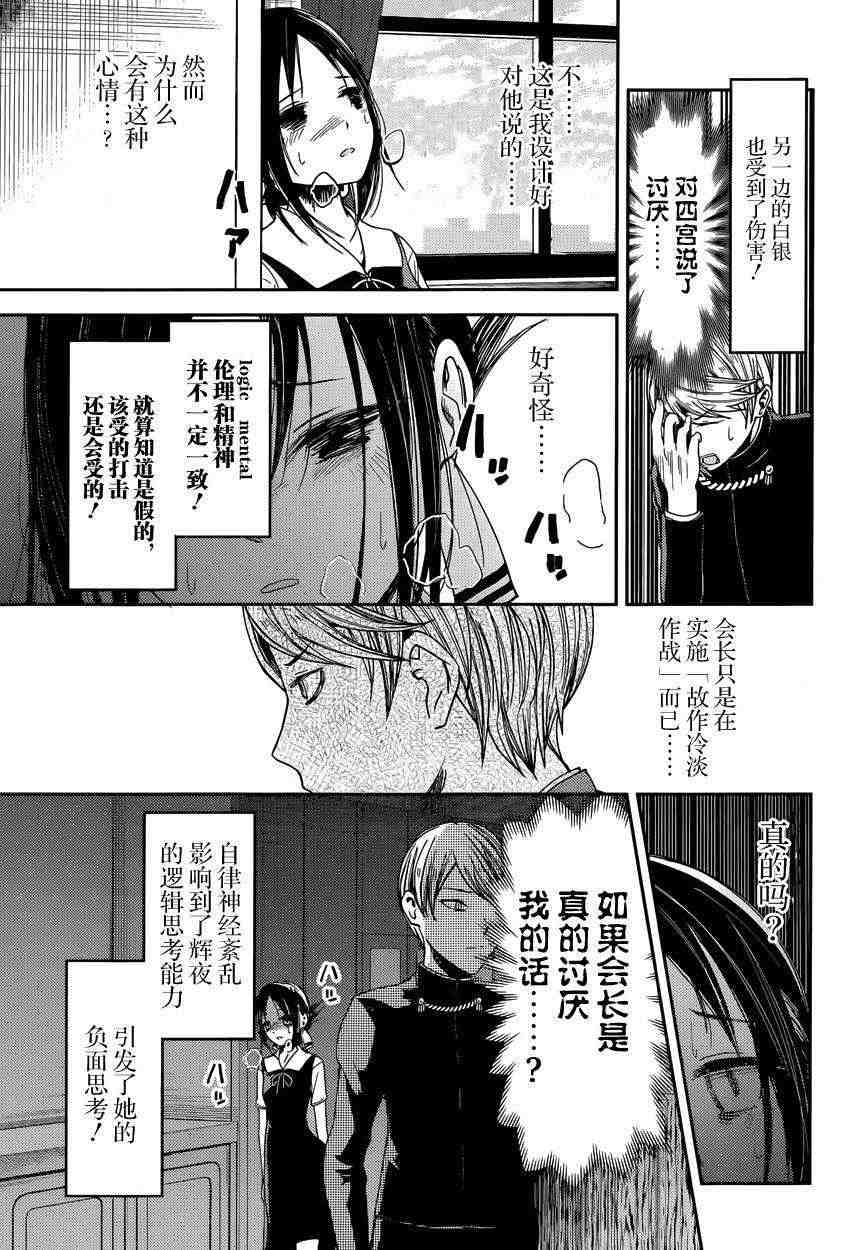 另一边的白银
也受到了伤害！
对四宫说了
讨厌……
不……
这是我设计好
对他说的……
然而
为什么
会有这种
心情…？
ハァ
好奇怪
……
ハァ
ハァ
logic mental
伦理和精神
并不一定一致！
就算知道是假的，
该受的打击
还是会受的！
会长只是在
实施「故作冷淡
作战」而已……
真的吗？
如果会长是
真的讨厌
我的话……？
ハァ
ハァ
自律神经紊乱
影响到了辉夜
的逻辑思考能力
引发了她的
负面思考！